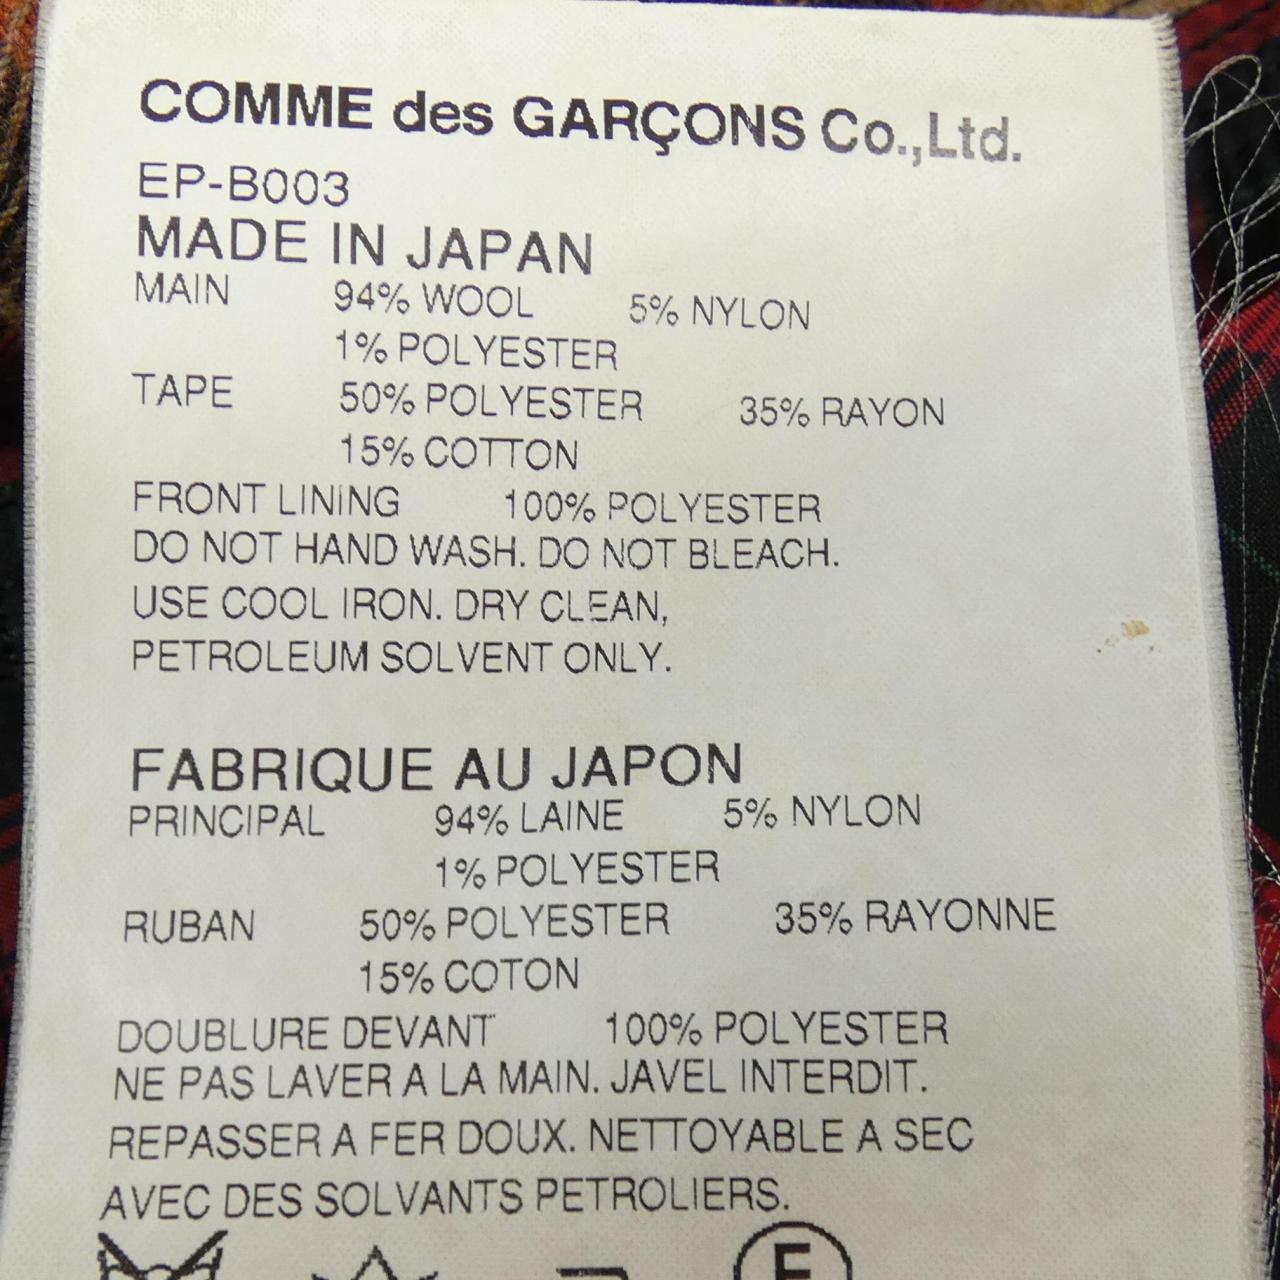 COMME des GARÇONS Co.,Ltd.
EP-B003
MADE IN JAPAN
MAIN 94% WOOL 5% NYLON
1% POLYESTER
TAPE 50% POLYESTER 35% RAYON
15% COTTON
FRONT LINING 100% POLYESTER
DO NOT HAND WASH. DO NOT BLEACH.
USE COOL IRON. DRY CLEAN,
PETROLEUM SOLVENT ONLY.
FABRIQUE AU JAPON
PRINCIPAL 94% LAINE 5% NYLON
1% POLYESTER
RUBAN 50% POLYESTER 35% RAYONNE
15% COTON
DOUBLURE DEVANT 100% POLYESTER
NE PAS LAVER A LA MAIN. JAVEL INTERDIT.
REPASSER A FER DOUX. NETTOYABLE A SEC
AVEC DES SOLVANTS PETROLIERS.